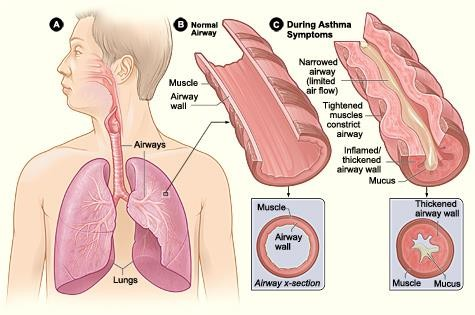 A
Airways
Lungs
B Normal
Airway
Muscle
Airway
wall
Muscle
Airway
wall
Airway x-section
C During Asthma
Symptoms
Narrowed
airway
(limited
air flow)
Tightened
muscles
constrict
airway
Inflamed/
thickened
airway wall
Mucus
Thickened
airway wall
Muscle
Mucus